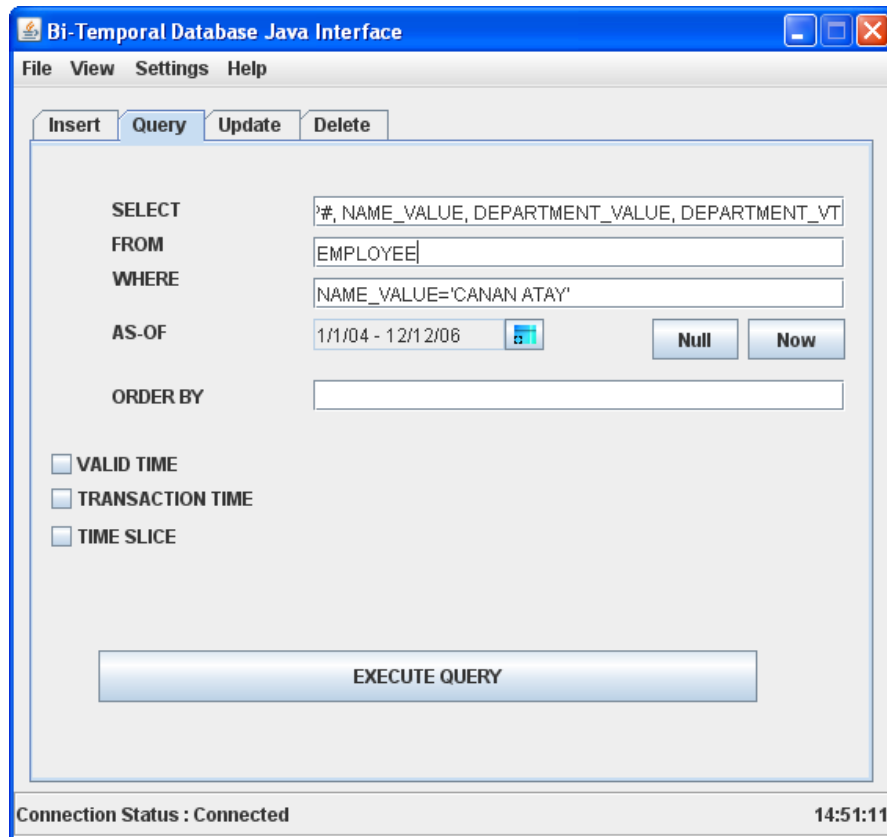 Bi-Temporal Database Java Interface
File View Settings Help
Insert Query Update Delete
SELECT #, NAME_VALUE, DEPARTMENT_VALUE, DEPARTMENT_VT
FROM EMPLOYEE
WHERE NAME_VALUE='CANAN ATAY'
AS-OF 1/1/04 - 12/12/06 Null Now
ORDER BY
VALID TIME
TRANSACTION TIME
TIME SLICE
EXECUTE QUERY
Connection Status : Connected 14:51:11